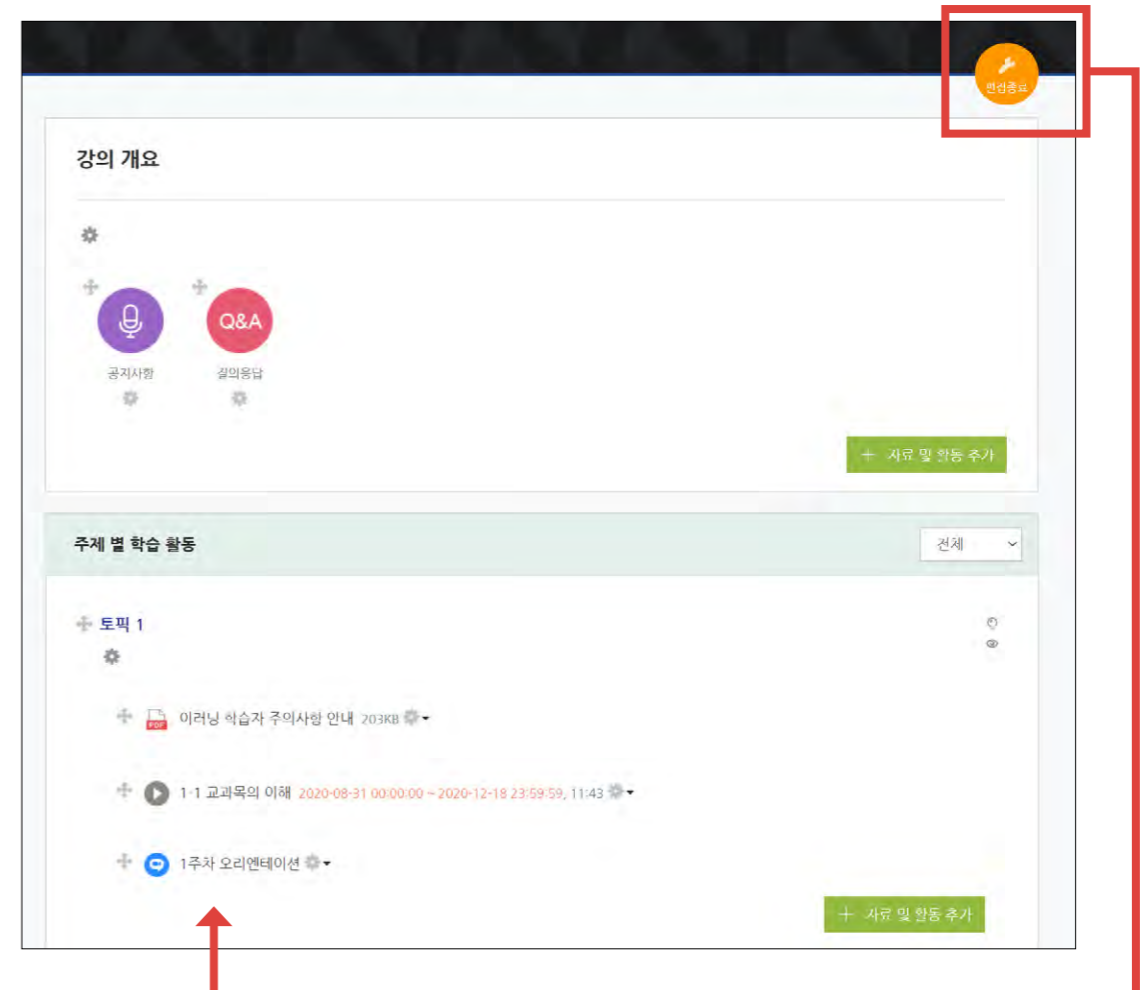 편집종료
강의 개요
Q&A
공지사항
질의응답
+ 자료 및 활동 추가
주제 별 학습 활동
전체
토픽 1
PDF
이러닝 학습자 주의사항 안내 203KB
1-1 교과목의 이해 2020-08-31 00:00:00 ~ 2020-12-18 23:59:59, 11:43
1주차 오리엔테이션
+ 자료 및 활동 추가